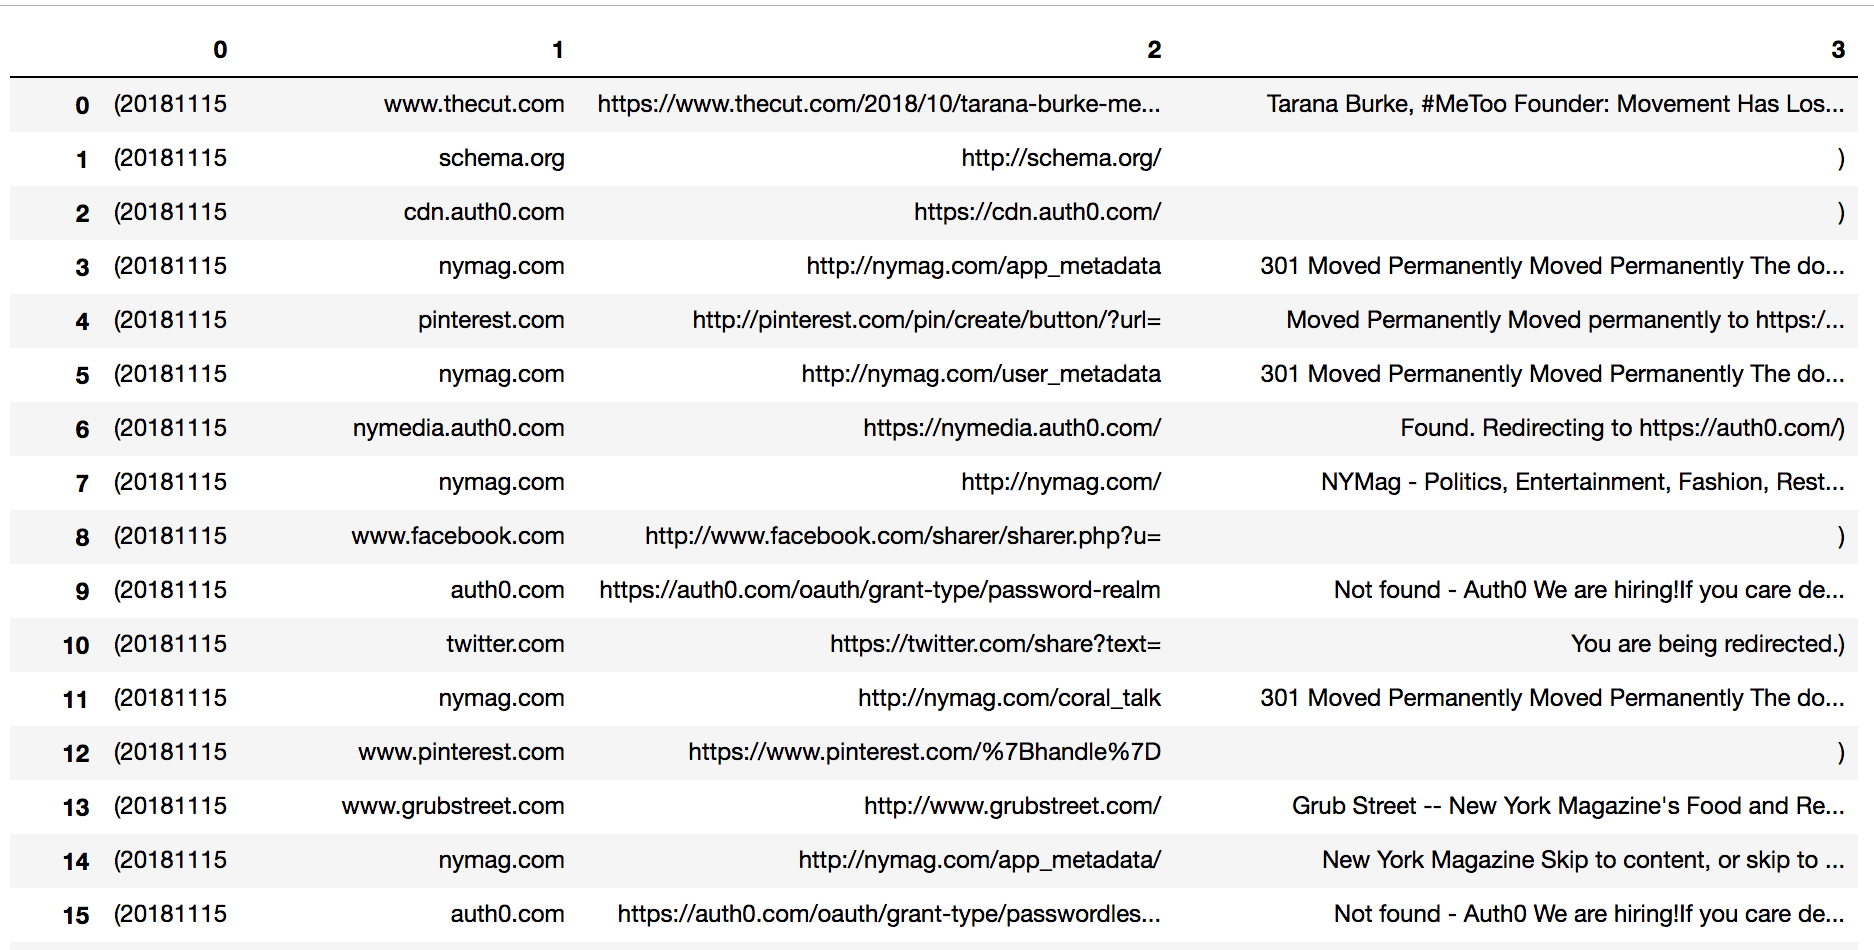 0 1 2 3
0 (20181115 www.thecut.com https://www.thecut.com/2018/10/tarana-burke-me... Tarana Burke, #MeToo Founder: Movement Has Los...
1 (20181115 schema.org http://schema.org/ )
2 (20181115 cdn.auth0.com https://cdn.auth0.com/ )
3 (20181115 nymag.com http://nymag.com/app_metadata 301 Moved Permanently Moved Permanently The do...
4 (20181115 pinterest.com http://pinterest.com/pin/create/button/?url= Moved Permanently Moved permanently to https:/...
5 (20181115 nymag.com http://nymag.com/user_metadata 301 Moved Permanently Moved Permanently The do...
6 (20181115 nymedia.auth0.com https://nymedia.auth0.com/ Found. Redirecting to https://auth0.com/)
7 (20181115 nymag.com http://nymag.com/ NYMag - Politics, Entertainment, Fashion, Rest...
8 (20181115 www.facebook.com http://www.facebook.com/sharer/sharer.php?u= )
9 (20181115 auth0.com https://auth0.com/oauth/grant-type/password-realm Not found - Auth0 We are hiring!If you care de...
10 (20181115 twitter.com https://twitter.com/share?text= You are being redirected.)
11 (20181115 nymag.com http://nymag.com/coral_talk 301 Moved Permanently Moved Permanently The do...
12 (20181115 www.pinterest.com https://www.pinterest.com/%7Bhandle%7D )
13 (20181115 www.grubstreet.com http://www.grubstreet.com/ Grub Street -- New York Magazine's Food and Re...
14 (20181115 nymag.com http://nymag.com/app_metadata/ New York Magazine Skip to content, or skip to ...
15 (20181115 auth0.com https://auth0.com/oauth/grant-type/passwordles... Not found - Auth0 We are hiring!If you care de...